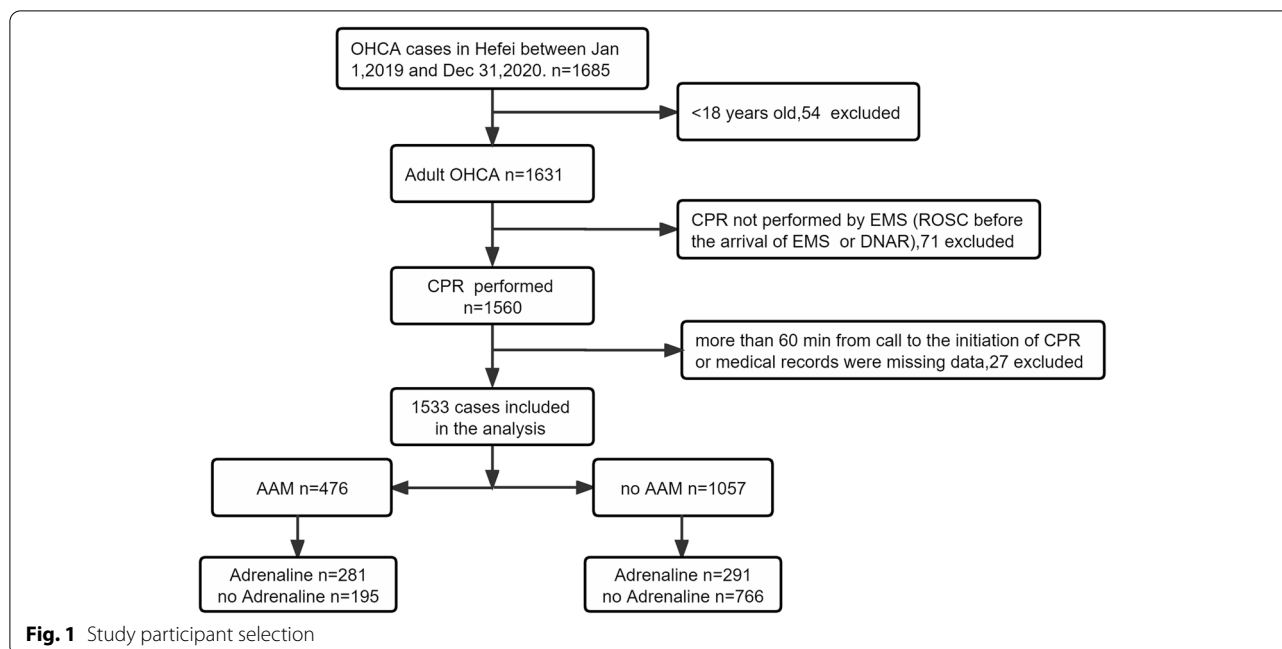 OHCA cases in Hefei between Jan
1,2019 and Dec 31,2020. n=1685
<18 years old,54 excluded
Adult OHCA n=1631
CPR not performed by EMS (ROSC before
the arrival of EMS or DNAR),71 excluded
CPR performed
n=1560
more than 60 min from call to the initiation of CPR
or medical records were missing data,27 excluded
1533 cases included
in the analysis
AAM n=476
no AAM n=1057
Adrenaline n=281
no Adrenaline n=195
Adrenaline n=291
no Adrenaline n=766
Fig. 1 Study participant selection